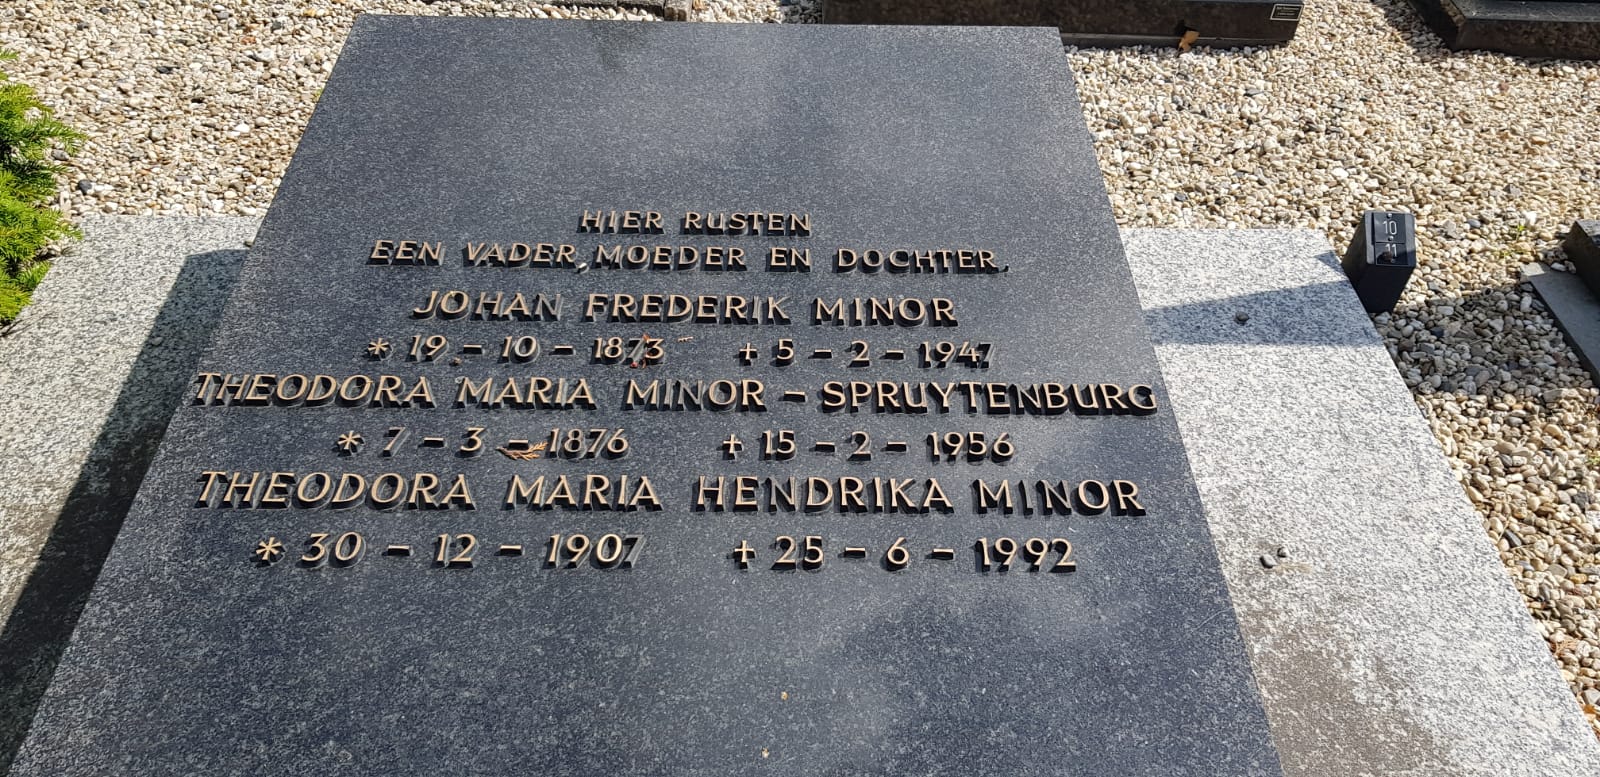 HIER RUSTEN
EEN VADER, MOEDER EN DOCHTER,
JOHAN FREDERIK MINOR
* 19 - 10 - 1873 + 5 - 2 - 1947
THEODORA MARIA MINOR - SPRUYTENBURG
* 7 - 3 - 1876 + 15 - 2 - 1956
THEODORA MARIA HENDRIKA MINOR
* 30 - 12 - 1907 + 25 - 6 - 1992
10
11